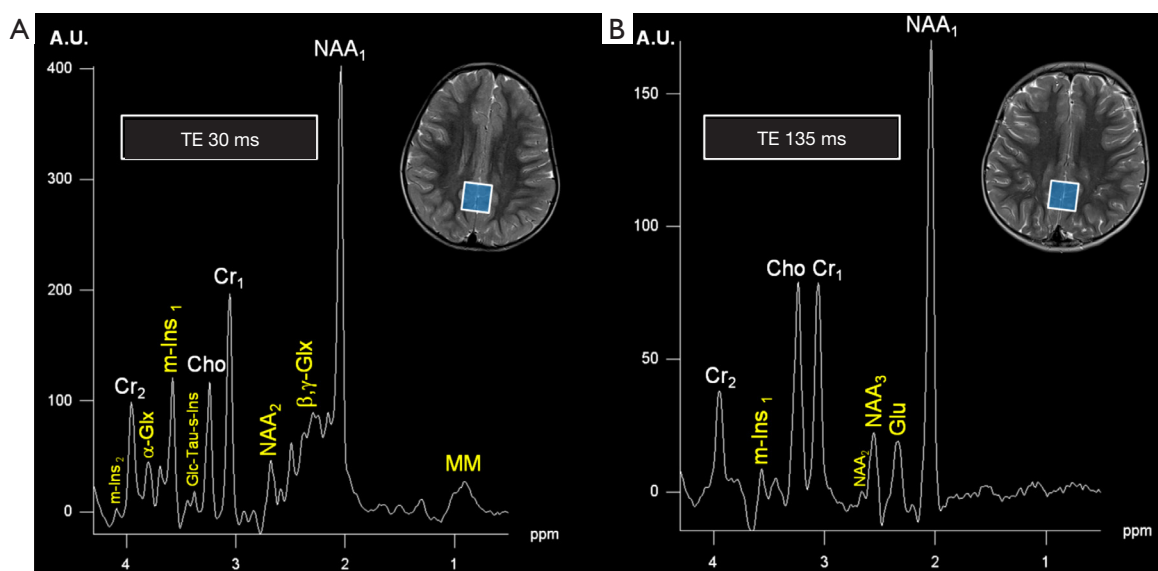 A
A.U.
NAA₁
400
TE 30 ms
300
Cr₁
200
m-Ins ₁
Cho
Cr₂
β,γ-Glx
α-Glx
Glc-Tau-s-Ins
NAA₂
m-Ins ₂
MM
100
0
ppm
4
3
2
1
B
A.U.
NAA₁
150
TE 135 ms
100
Cho
Cr₁
50
Cr₂
m-Ins ₁
NAA₃
Glu
NAA₂
0
ppm
4
3
2
1